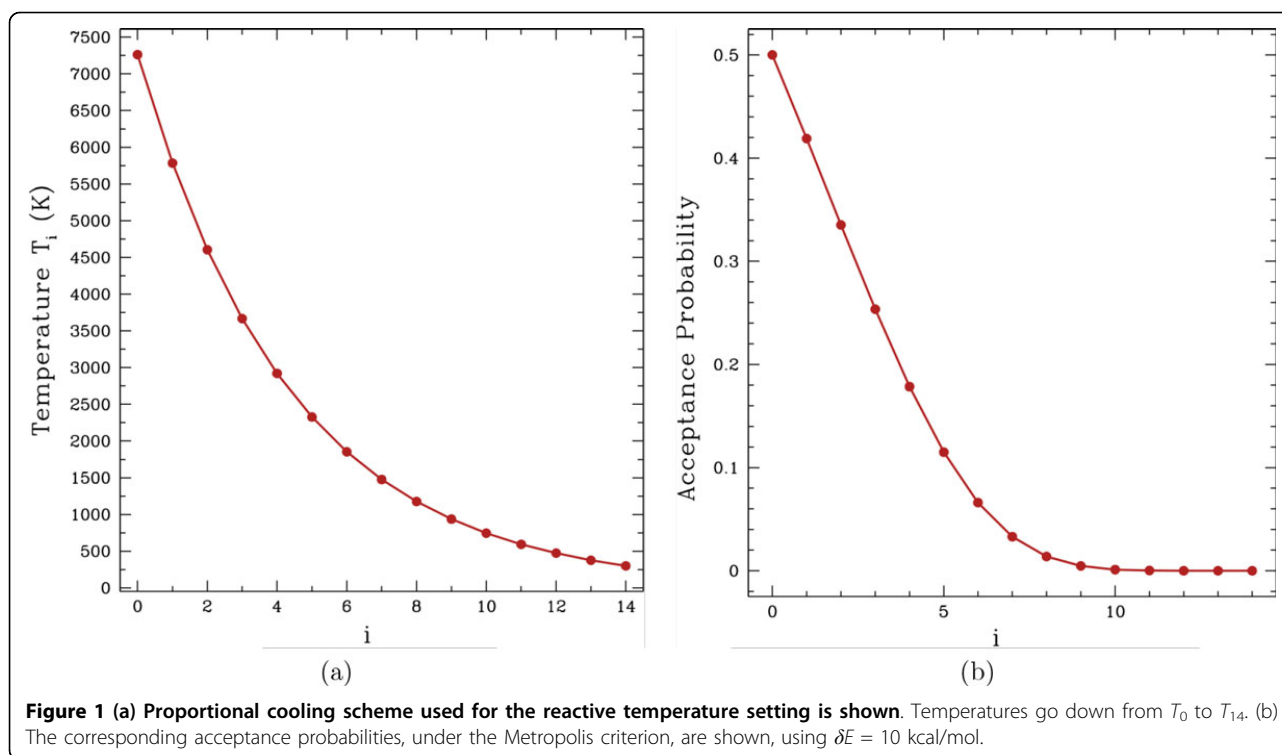 7500
7000
6500
6000
5500
5000
4500
4000
3500
3000
2500
2000
1500
1000
500
0
Temperature T_i (K)
0 2 4 6 8 10 12 14
i
(a)
0.5
0.4
0.3
0.2
0.1
0
Acceptance Probability
0 5 10
i
(b)
Figure 1 (a) Proportional cooling scheme used for the reactive temperature setting is shown. Temperatures go down from T₀ to T₁₄. (b)
The corresponding acceptance probabilities, under the Metropolis criterion, are shown, using δE = 10 kcal/mol.